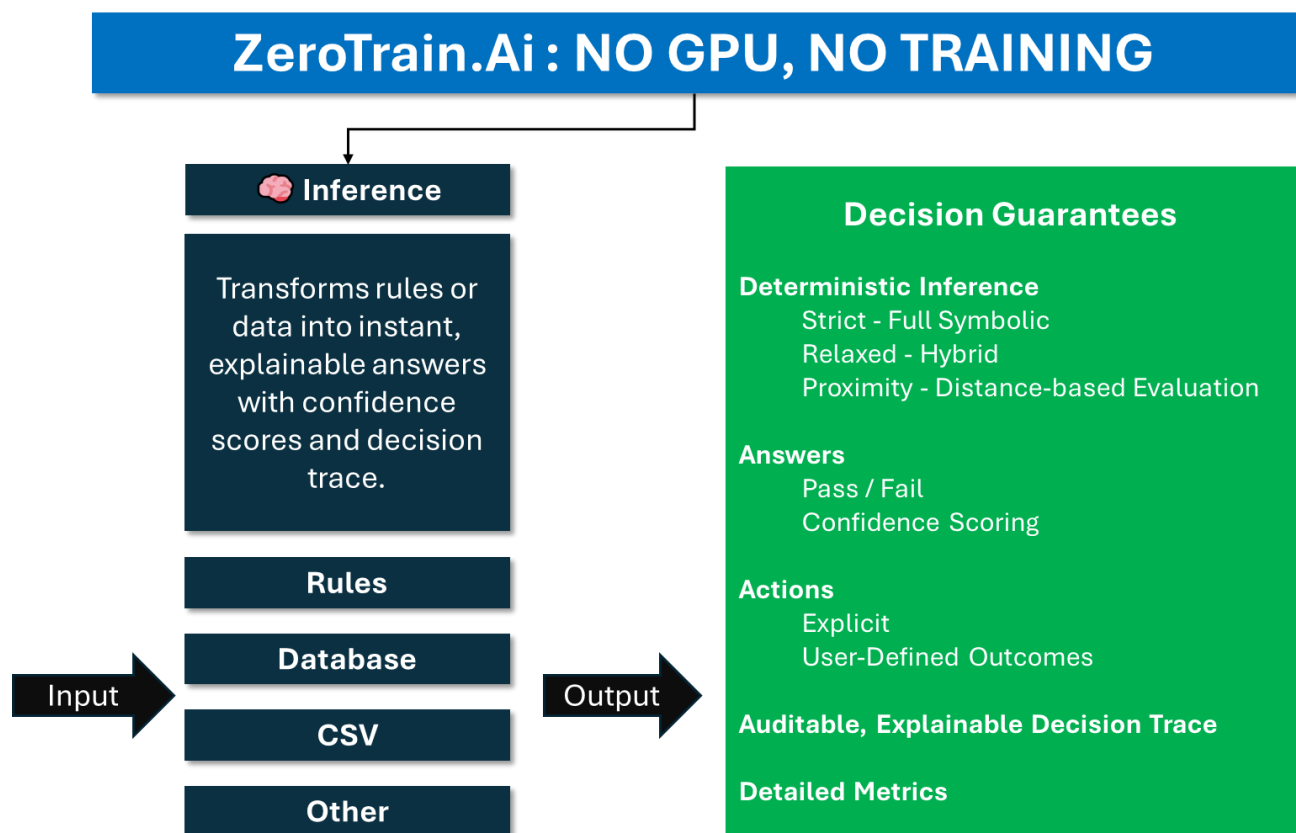 ZeroTrain.Ai : NO GPU, NO TRAINING
Inference
Transforms rules or
data into instant,
explainable answers
with confidence
scores and decision
trace.
Rules
Database
CSV
Other
Input
Output
Decision Guarantees
Deterministic Inference
Strict - Full Symbolic
Relaxed - Hybrid
Proximity - Distance-based Evaluation
Answers
Pass / Fail
Confidence Scoring
Actions
Explicit
User-Defined Outcomes
Auditable, Explainable Decision Trace
Detailed Metrics